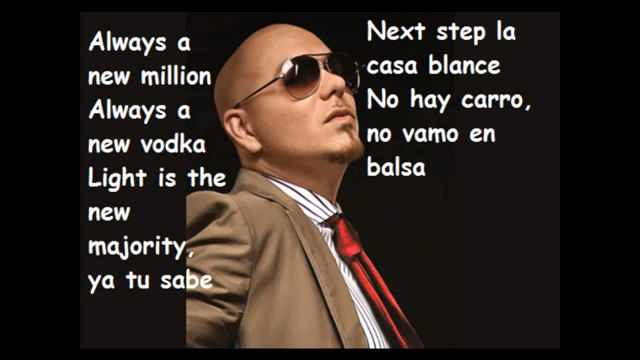 Always a
new million
Always a
new vodka
Light is the
new
majority,
ya tu sabe
Next step la
casa blance
No hay carro,
no vamo en
balsa